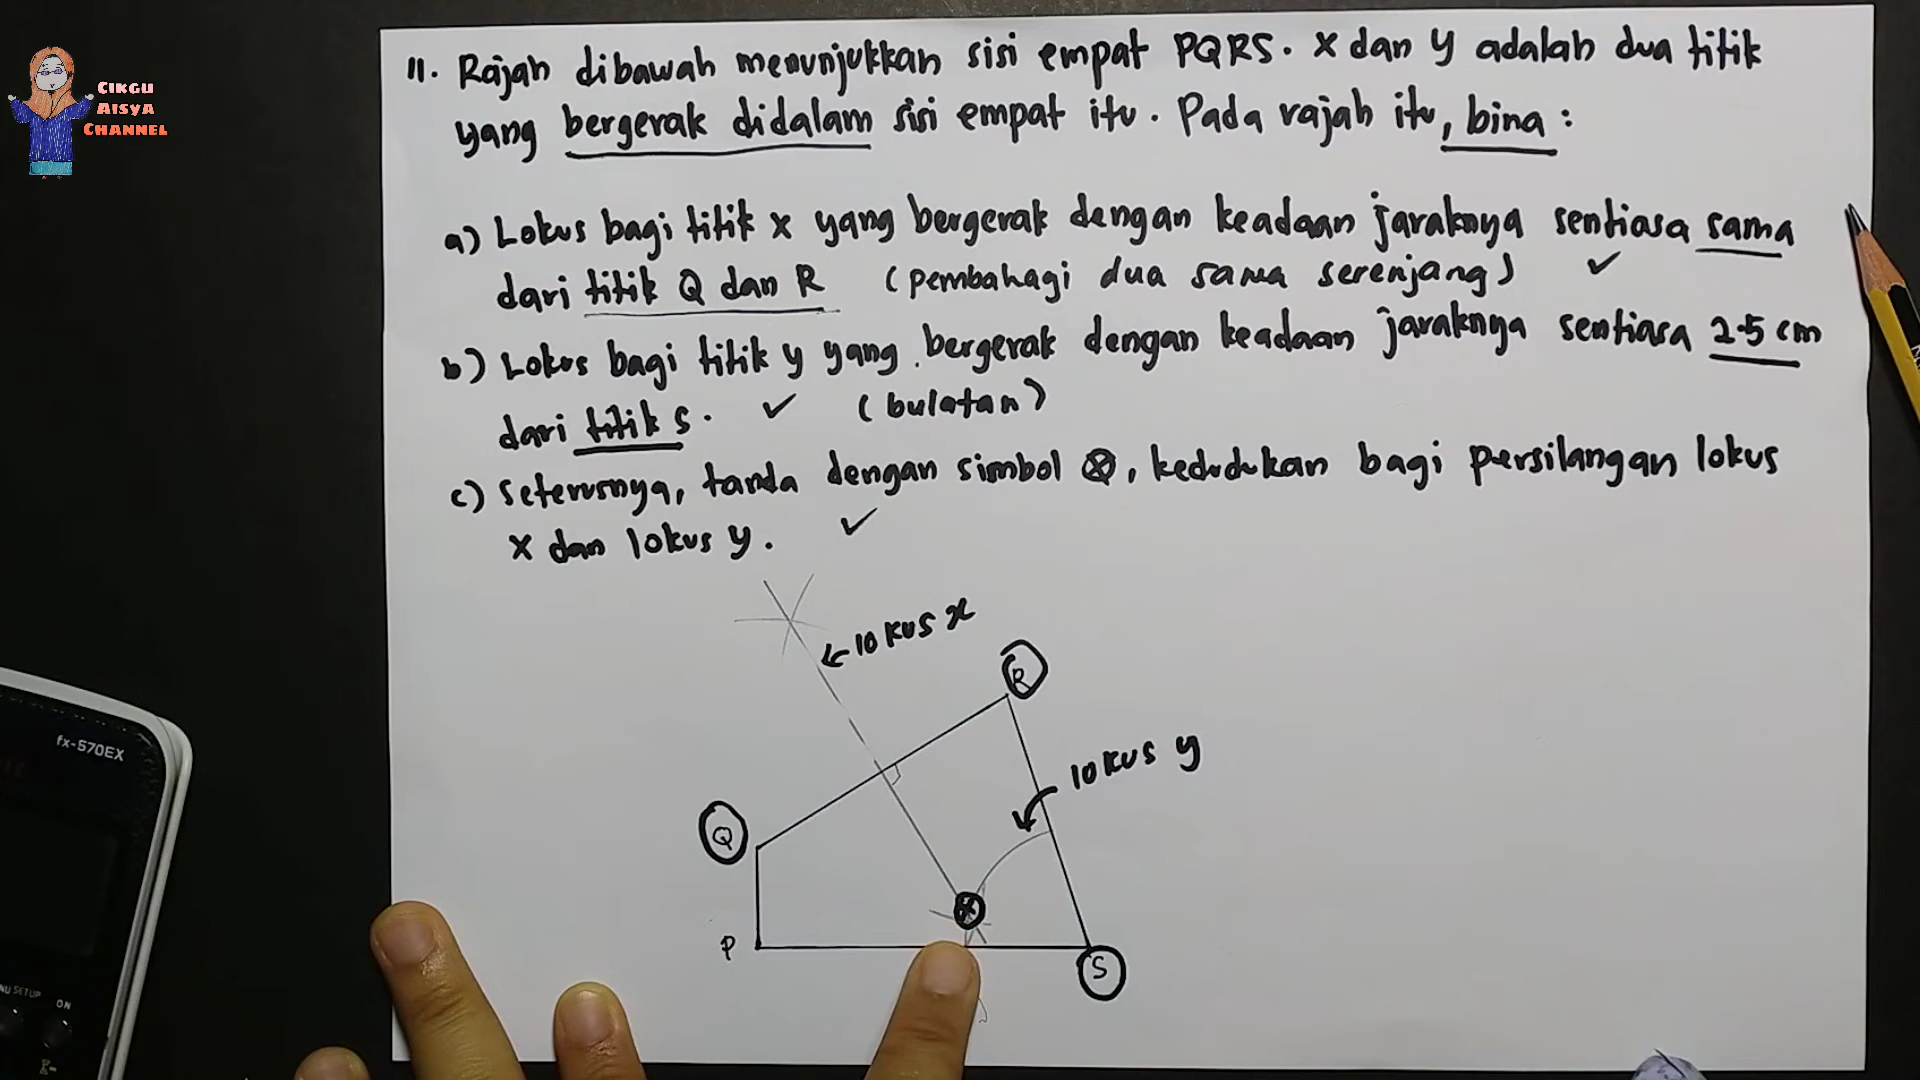 CIKGU
AISYA
CHANNEL
11. Rajah dibawah menunjukkan sisi empat PQRS. X dan Y adalah dua titik
yang bergerak didalam sisi empat itu. Pada rajah itu, bina :
a) Lokus bagi titik X yang bergerak dengan keadaan jaraknya sentiasa sama
dari titik Q dan R (pembahagi dua sama serenjang) ✓
b) Lokus bagi titik Y yang bergerak dengan keadaan jaraknya sentiasa 2.5 cm
dari titik S. ✓ (bulatan)
c) Seterusnya, tanda dengan simbol ⊗, kedudukan bagi persilangan lokus
X dan lokus Y. ✓
lokus x
R
lokus y
Q
P
S
fx-570EX
MENU SETUP ON